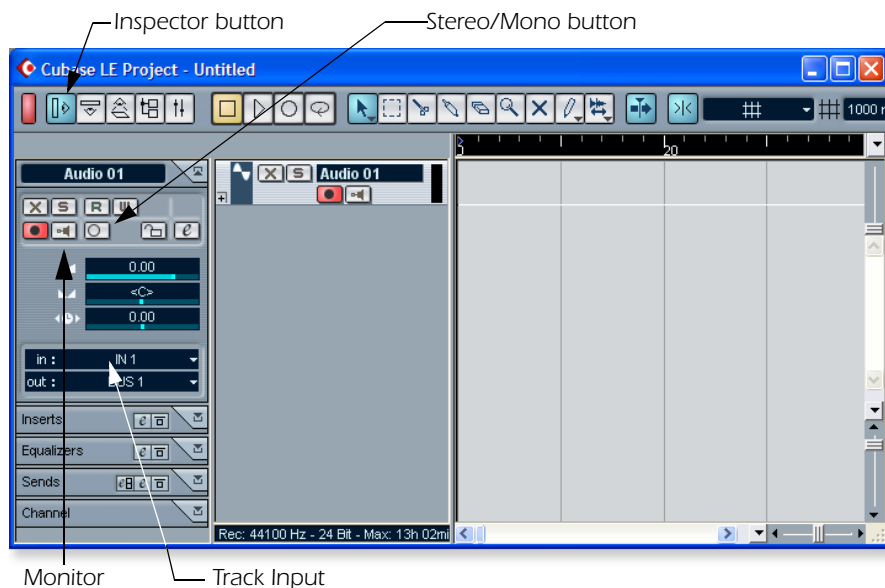 Inspector button
Stereo/Mono button
Cubase LE Project - Untitled
1000
20
Audio 01
X S Audio 01
X S R W
e
0.00
<C>
0.00
in : IN 1
out : BUS 1
Inserts e
Equalizers e
Sends e e
Channel
Rec: 44100 Hz - 24 Bit - Max: 13h 02mi
Monitor
Track Input